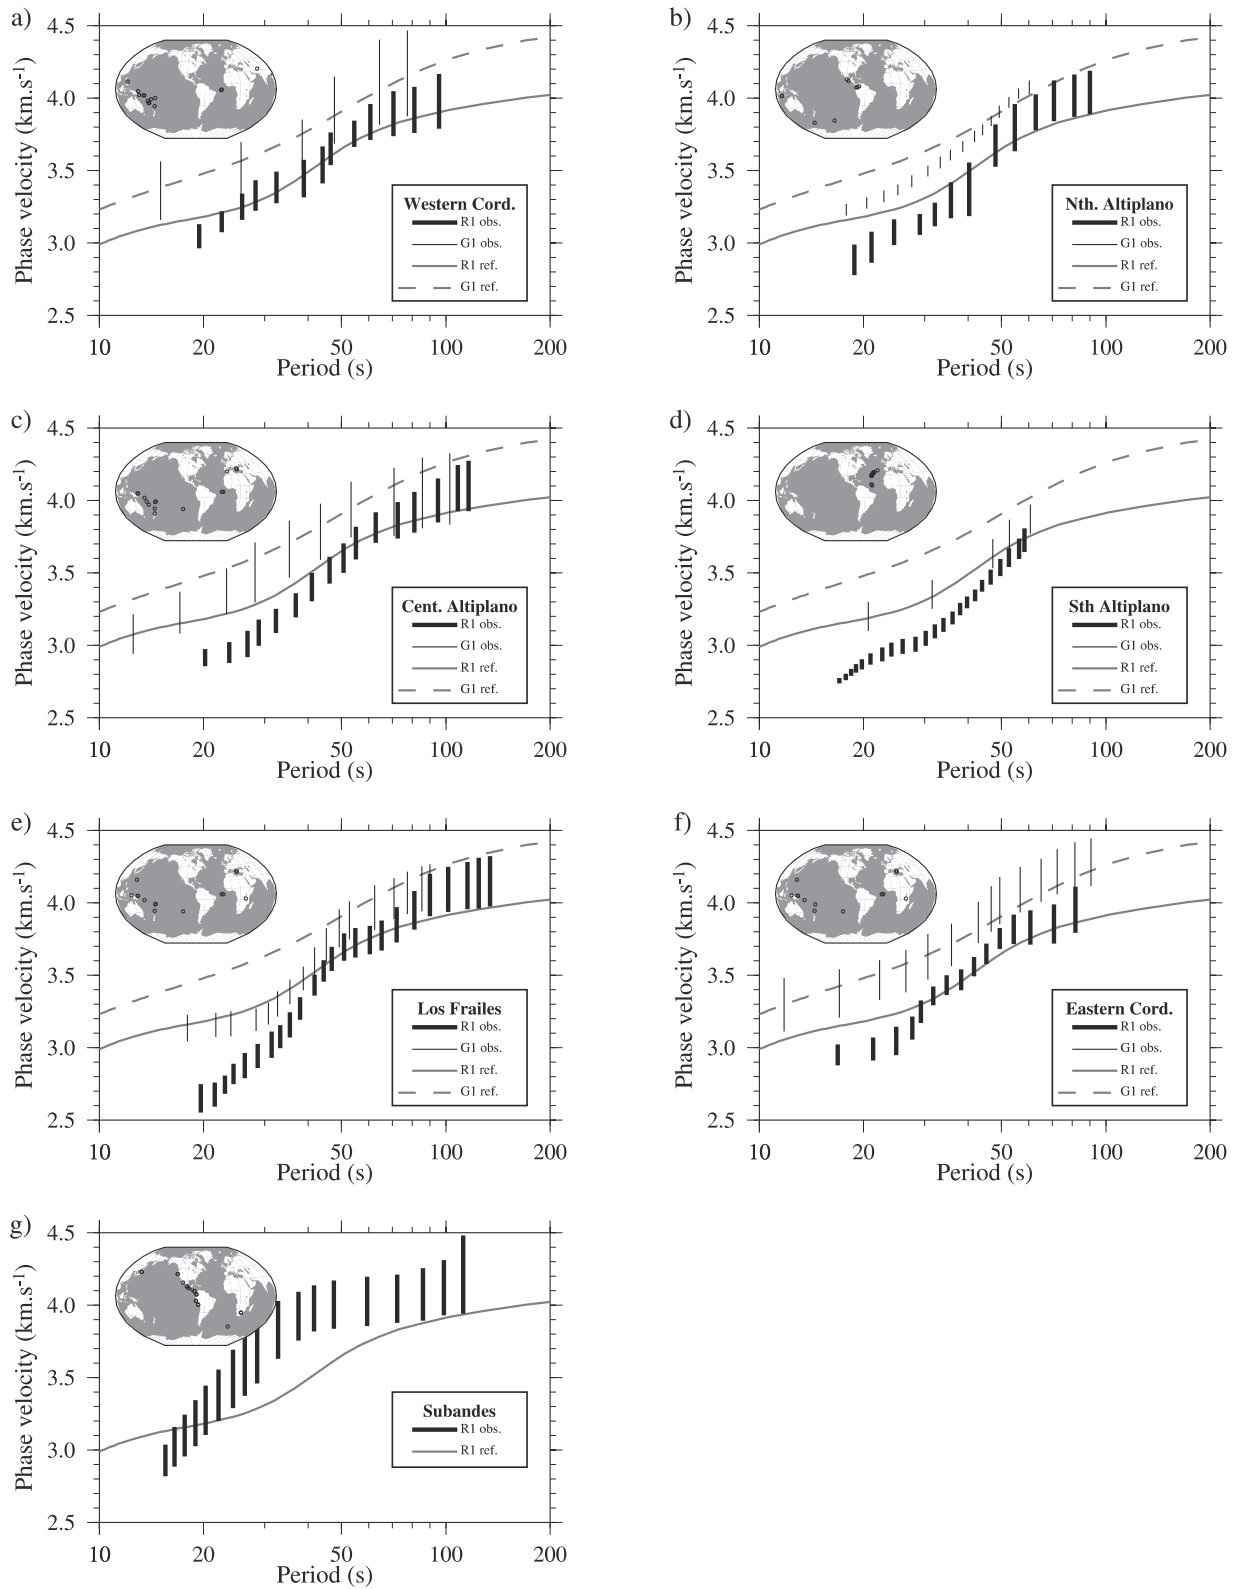 a)
4.5
4.0
3.5
3.0
2.5
Phase velocity (km.s-1)
Western Cord.
R1 obs.
G1 obs.
R1 ref.
G1 ref.
10 20 50 100 200
Period (s)
b)
4.5
4.0
3.5
3.0
2.5
Phase velocity (km.s-1)
Nth. Altiplano
R1 obs.
G1 obs.
R1 ref.
G1 ref.
10 20 50 100 200
Period (s)
c)
4.5
4.0
3.5
3.0
2.5
Phase velocity (km.s-1)
Cent. Altiplano
R1 obs.
G1 obs.
R1 ref.
G1 ref.
10 20 50 100 200
Period (s)
d)
4.5
4.0
3.5
3.0
2.5
Phase velocity (km.s-1)
Sth Altiplano
R1 obs.
G1 obs.
R1 ref.
G1 ref.
10 20 50 100 200
Period (s)
e)
4.5
4.0
3.5
3.0
2.5
Phase velocity (km.s-1)
Los Frailes
R1 obs.
G1 obs.
R1 ref.
G1 ref.
10 20 50 100 200
Period (s)
f)
4.5
4.0
3.5
3.0
2.5
Phase velocity (km.s-1)
Eastern Cord.
R1 obs.
G1 obs.
R1 ref.
G1 ref.
10 20 50 100 200
Period (s)
g)
4.5
4.0
3.5
3.0
2.5
Phase velocity (km.s-1)
Subandes
R1 obs.
R1 ref.
10 20 50 100 200
Period (s)